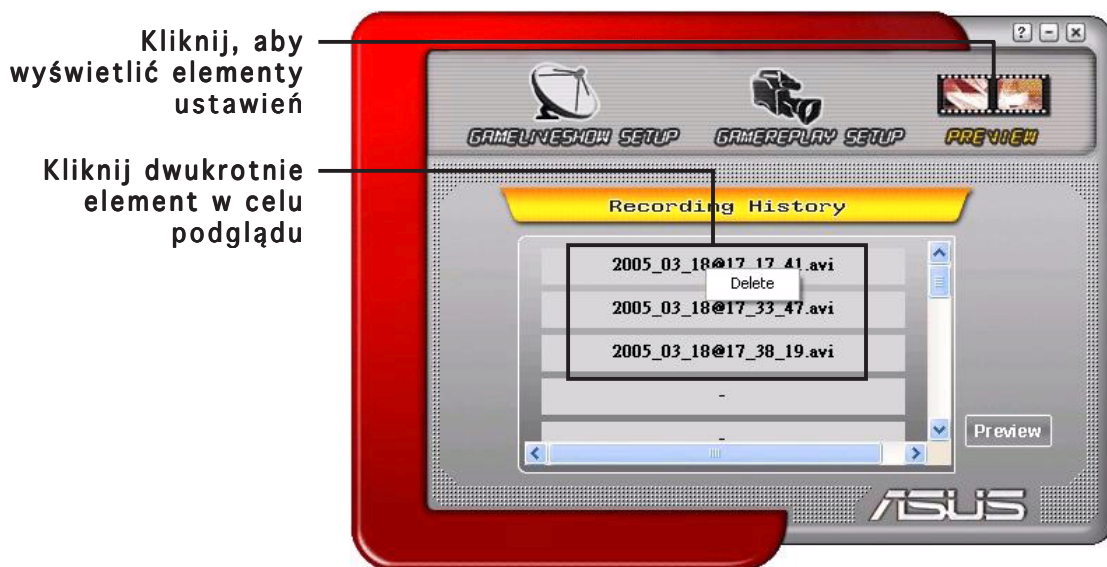 Kliknij, aby
wyświetlić elementy
ustawień
Kliknij dwukrotnie
element w celu
podglądu
GAMELIVESHOW SETUP
GAMEREPLAY SETUP
PREVIEW
Recording History
2005_03_18@17_17_41.avi
Delete
2005_03_18@17_33_47.avi
2005_03_18@17_38_19.avi
-
-
Preview
ASUS